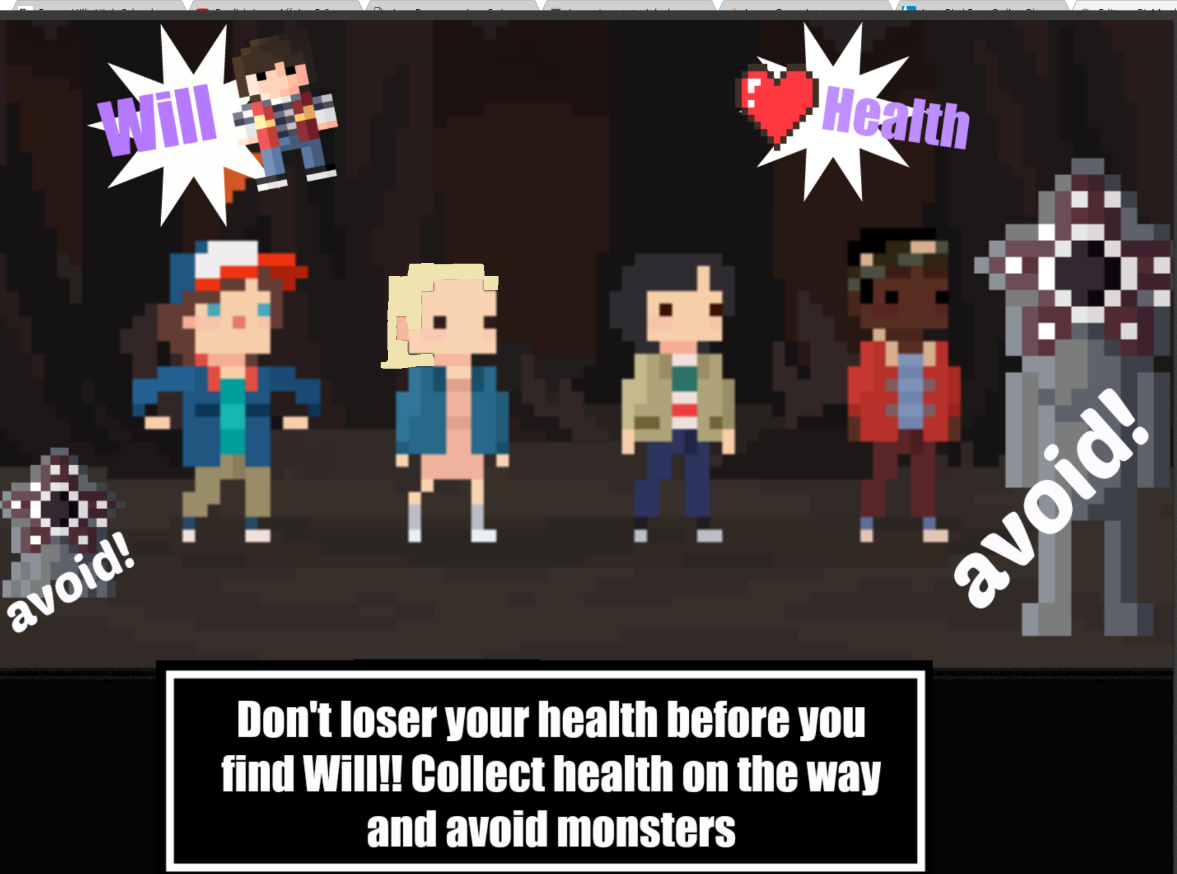 Will
Health
avoid!
avoid!
Don't loser your health before you
find Will!! Collect health on the way
and avoid monsters